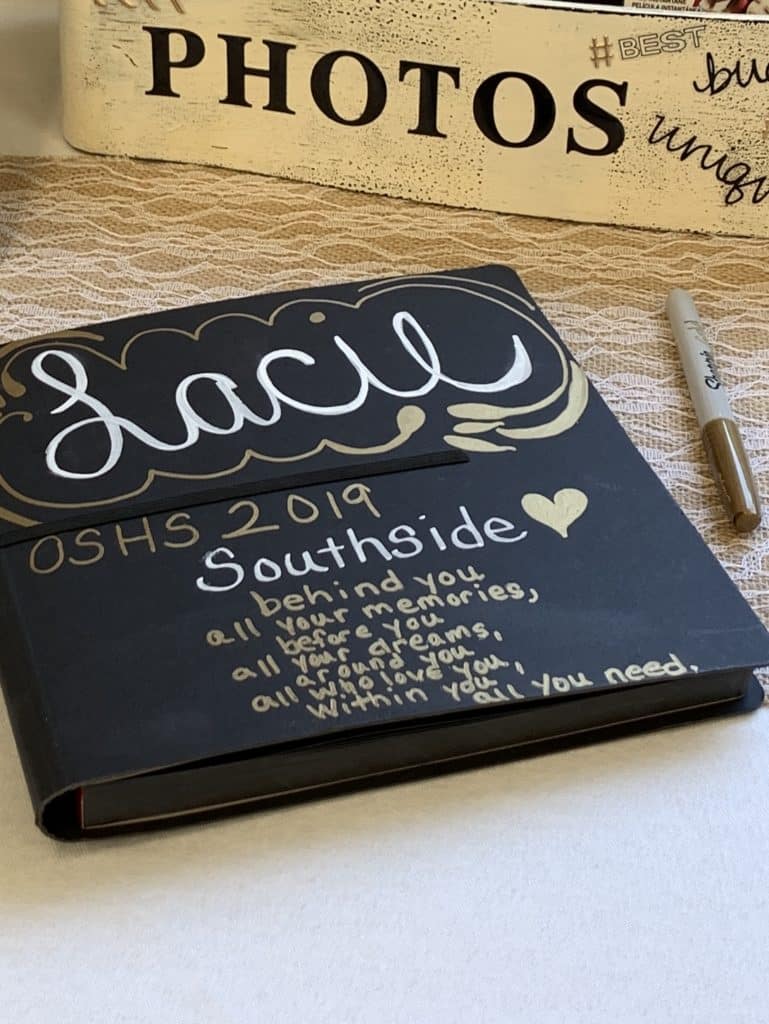 PHOTOS
#BEST
uniq
Lacie
OSHS 2019
Southside
behind you
all your memories,
before you
all your dreams,
around you
all who love you,
within you all you need.
Sharpie